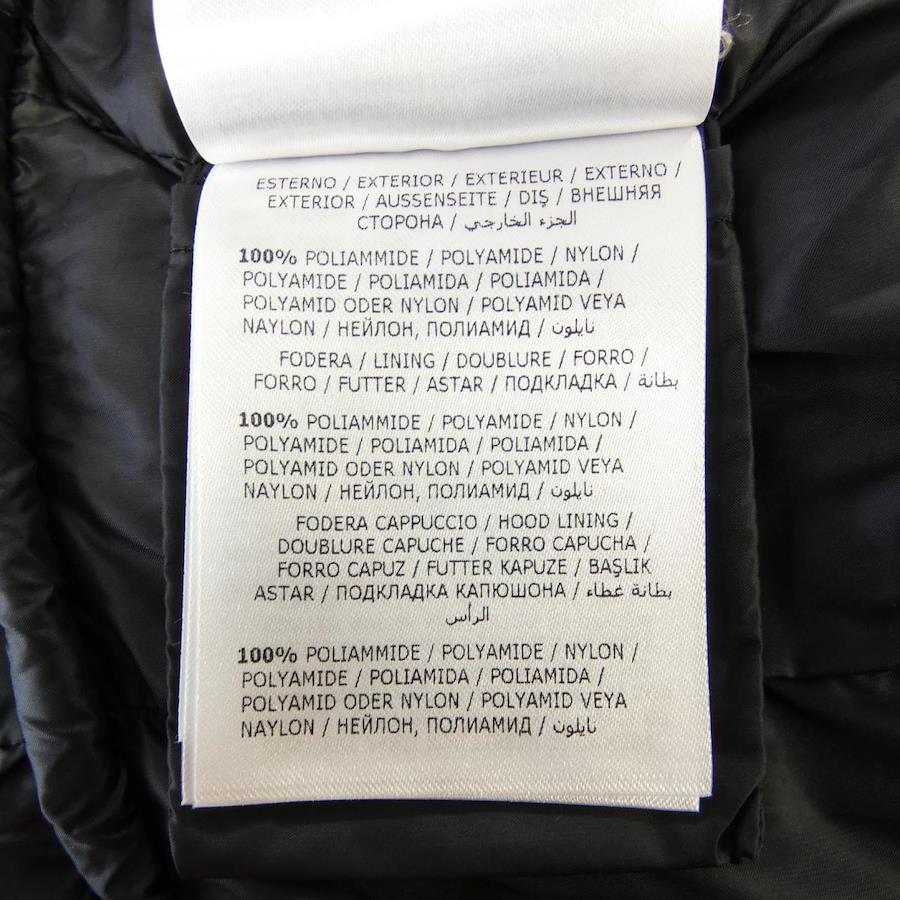 ESTERNO / EXTERIOR / EXTERIEUR / EXTERNO /
EXTERIOR / AUSSENSEITE / DIŞ / ВНЕШНЯЯ
СТОРОНА / الجزء الخارجي
100% POLIAMMIDE / POLYAMIDE / NYLON /
POLYAMIDE / POLIAMIDA / POLIAMIDA /
POLYAMID ODER NYLON / POLYAMID VEYA
NAYLON / НЕЙЛОН, ПОЛИАМИД / نايلون
FODERA / LINING / DOUBLURE / FORRO /
FORRO / FUTTER / ASTAR / ПОДКЛАДКА / بطانة
100% POLIAMMIDE / POLYAMIDE / NYLON /
POLYAMIDE / POLIAMIDA / POLIAMIDA /
POLYAMID ODER NYLON / POLYAMID VEYA
NAYLON / НЕЙЛОН, ПОЛИАМИД / نايلون
FODERA CAPPUCCIO / HOOD LINING /
DOUBLURE CAPUCHE / FORRO CAPUCHA /
FORRO CAPUZ / FUTTER KAPUZE / BAŞLIK
ASTAR / ПОДКЛАДКА КАПЮШОНА / بطانة غطاء
الرأس
100% POLIAMMIDE / POLYAMIDE / NYLON /
POLYAMIDE / POLIAMIDA / POLIAMIDA /
POLYAMID ODER NYLON / POLYAMID VEYA
NAYLON / НЕЙЛОН, ПОЛИАМИД / نايلون